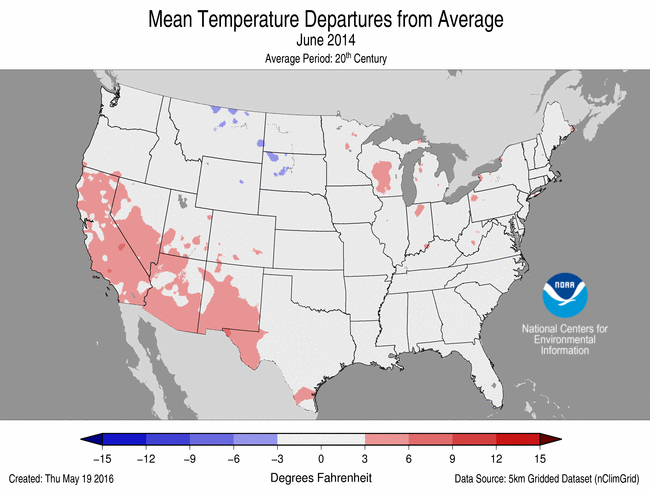 Mean Temperature Departures from Average
June 2014
Average Period: 20th Century
NOAA
National Centers for
Environmental
Information
−15 −12 −9 −6 −3 0 3 6 9 12 15
Created: Thu May 19 2016 Degrees Fahrenheit Data Source: 5km Gridded Dataset (nClimGrid)